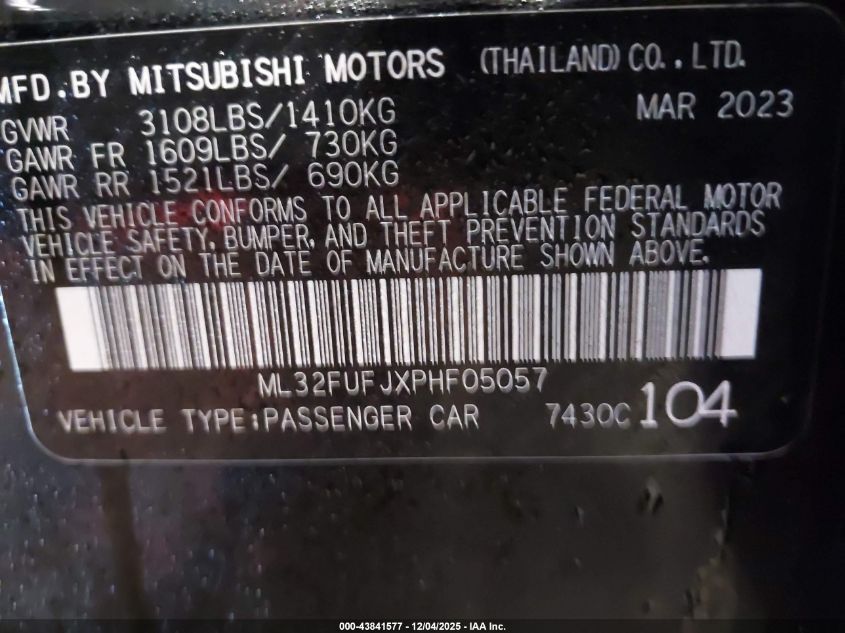 MFD.BY MITSUBISHI MOTORS (THAILAND) CO.,LTD.
GVWR 3108LBS/1410KG MAR 2023
GAWR FR 1609LBS/ 730KG
GAWR RR 1521LBS/ 690KG
THIS VEHICLE CONFORMS TO ALL APPLICABLE FEDERAL MOTOR
VEHICLE SAFETY, BUMPER, AND THEFT PREVENTION STANDARDS
IN EFFECT ON THE DATE OF MANUFACTURE SHOWN ABOVE.
ML32FUFJXPHF05057
VEHICLE TYPE:PASSENGER CAR 7430C 104
000-43841577 - 12/04/2025 - IAA Inc.